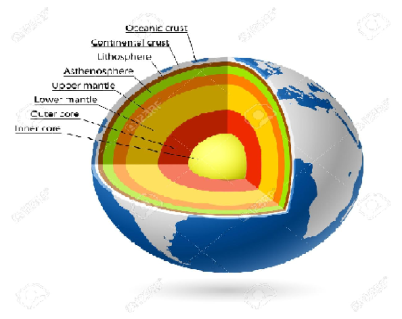 Oceanic crust
Continental crust
Lithosphere
Asthenosphere
Upper mantle
Lower mantle
Outer core
Inner core